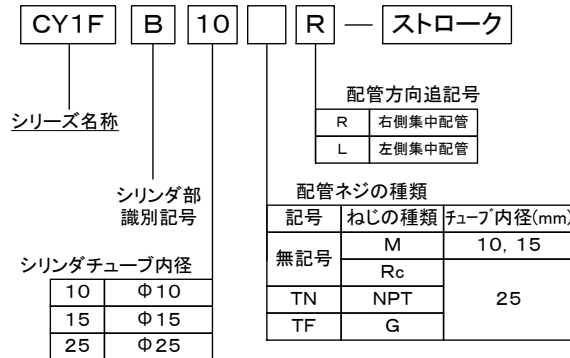 CY1F B 10 R — ストローク
シリーズ名称
配管方向追記号
R 右側集中配管
L 左側集中配管
シリンダ部
識別記号
配管ネジの種類
記号 ねじの種類 チューブ内径(mm)
無記号 M 10, 15
Rc 25
TN NPT
TF G
シリンダチューブ内径
10 Φ10
15 Φ15
25 Φ25